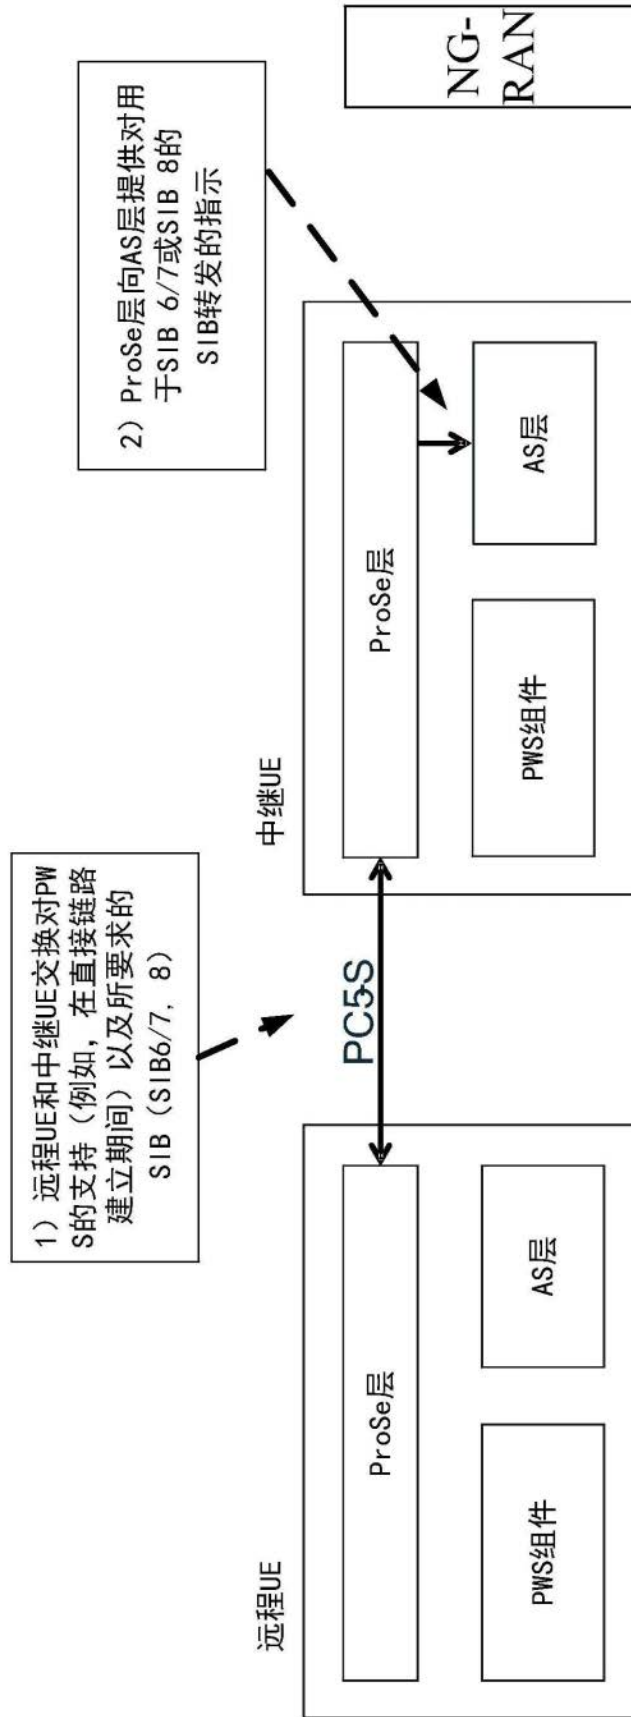 1) 远程UE和中继UE交换对PW
S的支持（例如，在直接链路
建立期间）以及所要求的
SIB（SIB6/7, 8）
2) ProSe层向AS层提供对用
于SIB 6/7或SIB 8的
SIB转发的指示
远程UE
ProSe层
PWS组件
AS层
PC5-S
中继UE
ProSe层
PWS组件
AS层
NG-
RAN